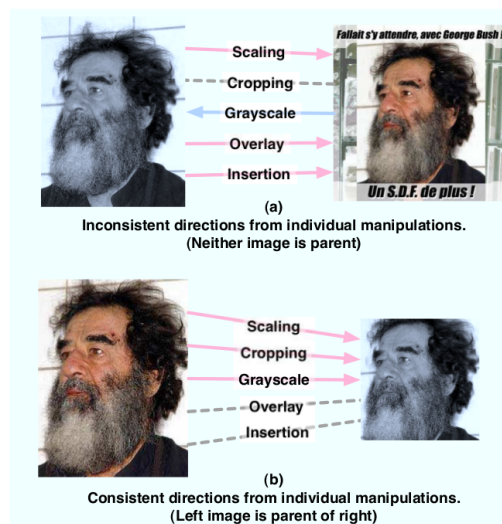 Fallait s'y attendre, avec George Bush
Scaling
Cropping
Grayscale
Overlay
Insertion
Un S.D.F. de plus !
(a)
Inconsistent directions from individual manipulations.
(Neither image is parent)
Scaling
Cropping
Grayscale
Overlay
Insertion
(b)
Consistent directions from individual manipulations.
(Left image is parent of right)